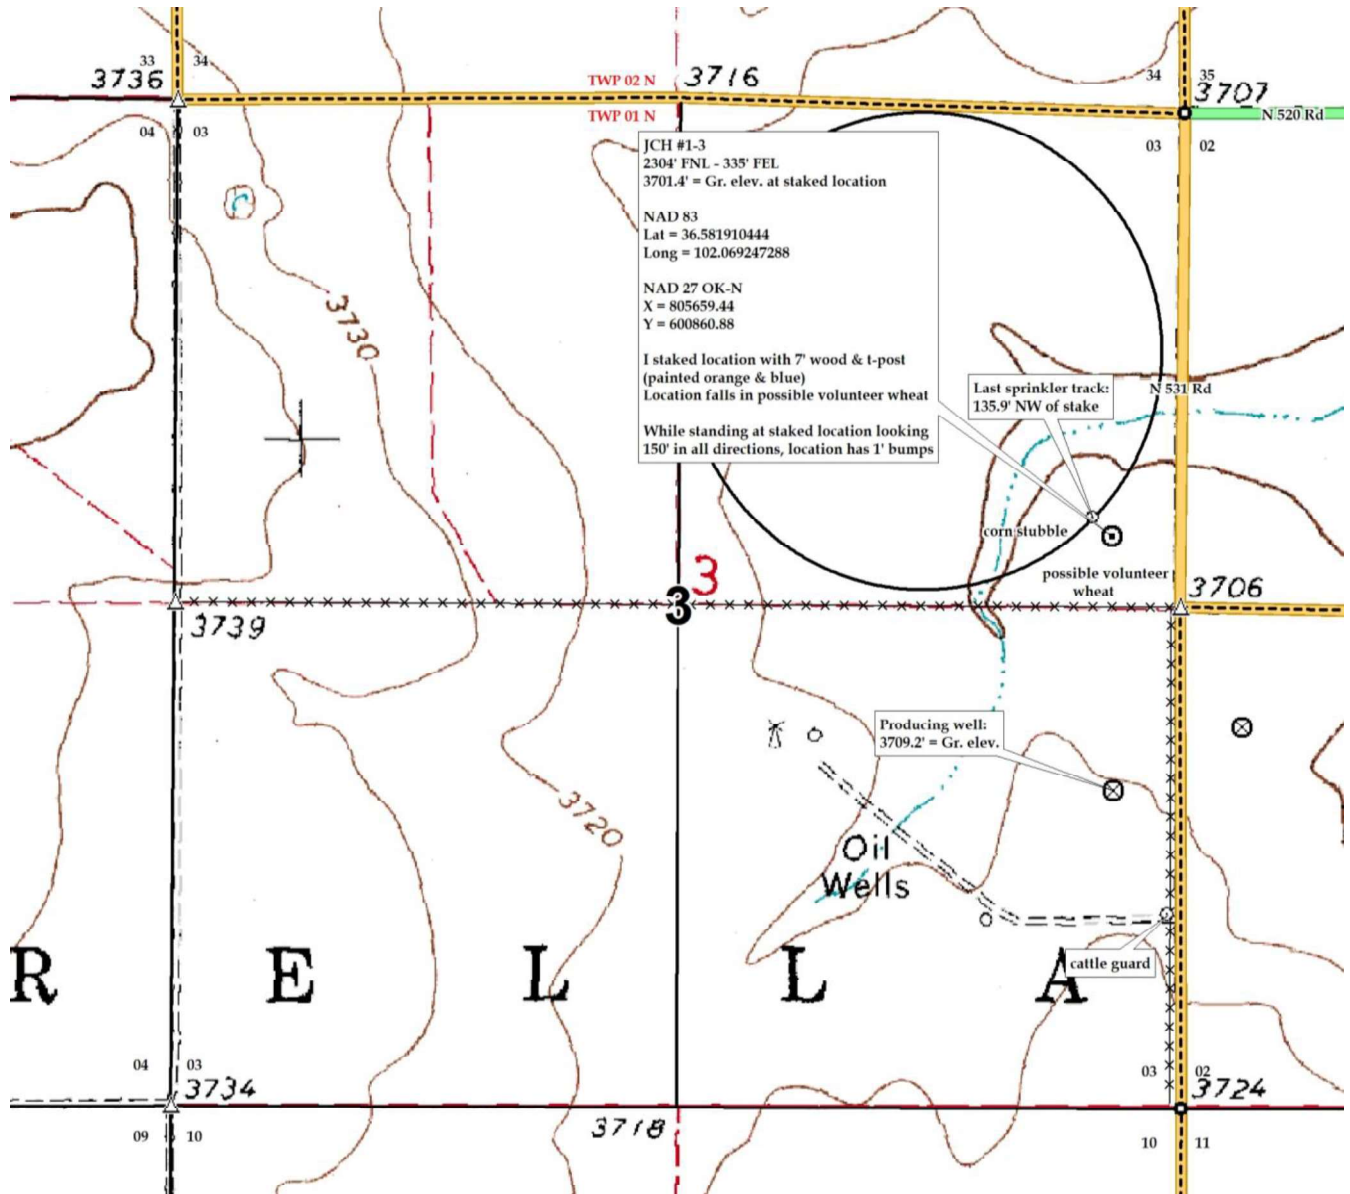 33
34
34
35
3736
TWP 02 N
3716
3707
N 520 Rd
TWP 01 N
04
03
03
02
JCH #1-3
2304' FNL - 335' FEL
3701.4' = Gr. elev. at staked location
NAD 83
Lat = 36.581910444
Long = 102.069247288
NAD 27 OK-N
X = 805659.44
Y = 600860.88
I staked location with 7' wood & t-post
(painted orange & blue)
Location falls in possible volunteer wheat
While standing at staked location looking
150' in all directions, location has 1' bumps
3730
Last sprinkler track:
135.9' NW of stake
N 531 Rd
corn stubble
possible volunteer
wheat
3
3
3706
3739
Producing well:
3709.2' = Gr. elev.
3720
Oil
Wells
cattle guard
R E L L A
04
03
03
02
3734
3724
3718
09
10
10
11